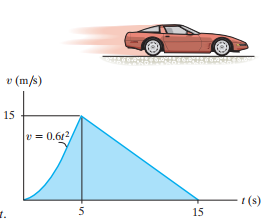 v (m/s)
15
v = 0.6t²
t (s)
5
15
t.